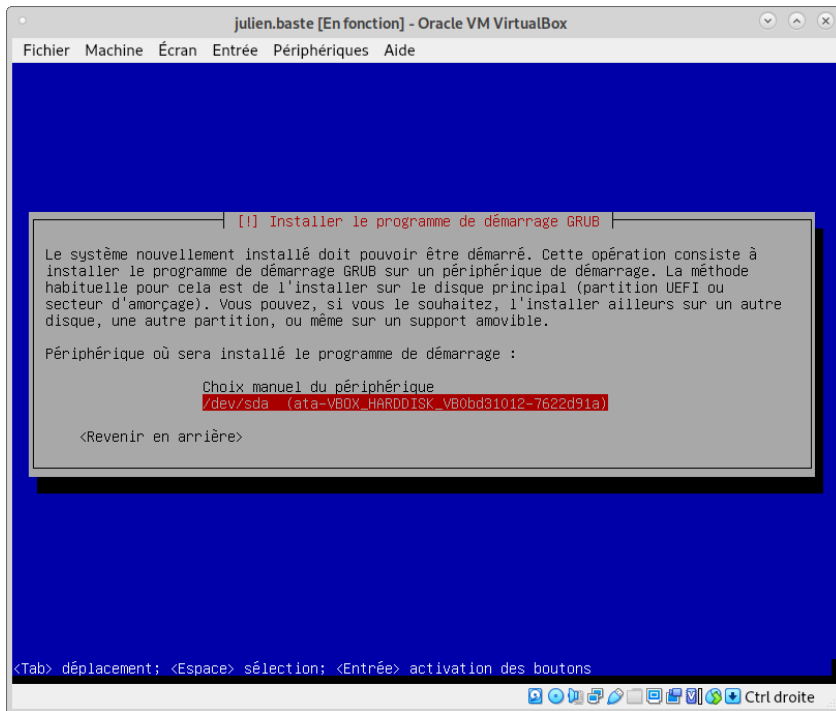 julien.baste [En fonction] - Oracle VM VirtualBox
Fichier Machine Écran Entrée Périphériques Aide
[!] Installer le programme de démarrage GRUB
Le système nouvellement installé doit pouvoir être démarré. Cette opération consiste à
installer le programme de démarrage GRUB sur un périphérique de démarrage. La méthode
habituelle pour cela est de l'installer sur le disque principal (partition UEFI ou
secteur d'amorçage). Vous pouvez, si vous le souhaitez, l'installer ailleurs sur un autre
disque, une autre partition, ou même sur un support amovible.
Périphérique où sera installé le programme de démarrage :
Choix manuel du périphérique
/dev/sda (ata-VBOX_HARDDISK_VB0bd31012-7622d91a)
<Revenir en arrière>
<Tab> déplacement; <Espace> sélection; <Entrée> activation des boutons
Ctrl droite